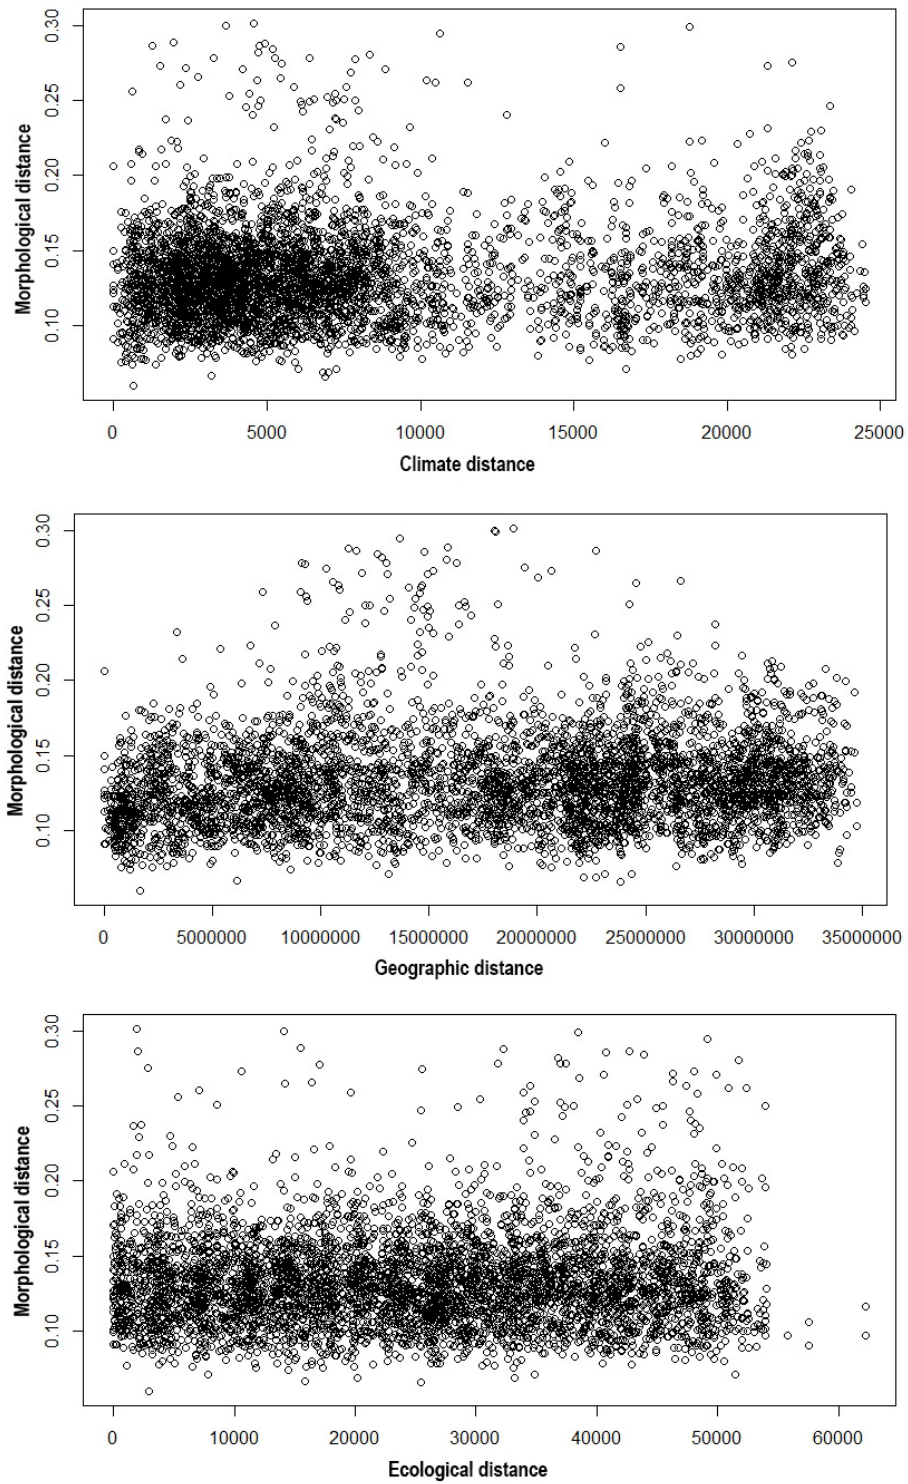 0.30
0.25
0.20
0.15
0.10
Morphological distance
0 5000 10000 15000 20000 25000
Climate distance
0.30
0.25
0.20
0.15
0.10
Morphological distance
0 5000000 10000000 15000000 20000000 25000000 30000000 35000000
Geographic distance
0.30
0.25
0.20
0.15
0.10
Morphological distance
0 10000 20000 30000 40000 50000 60000
Ecological distance